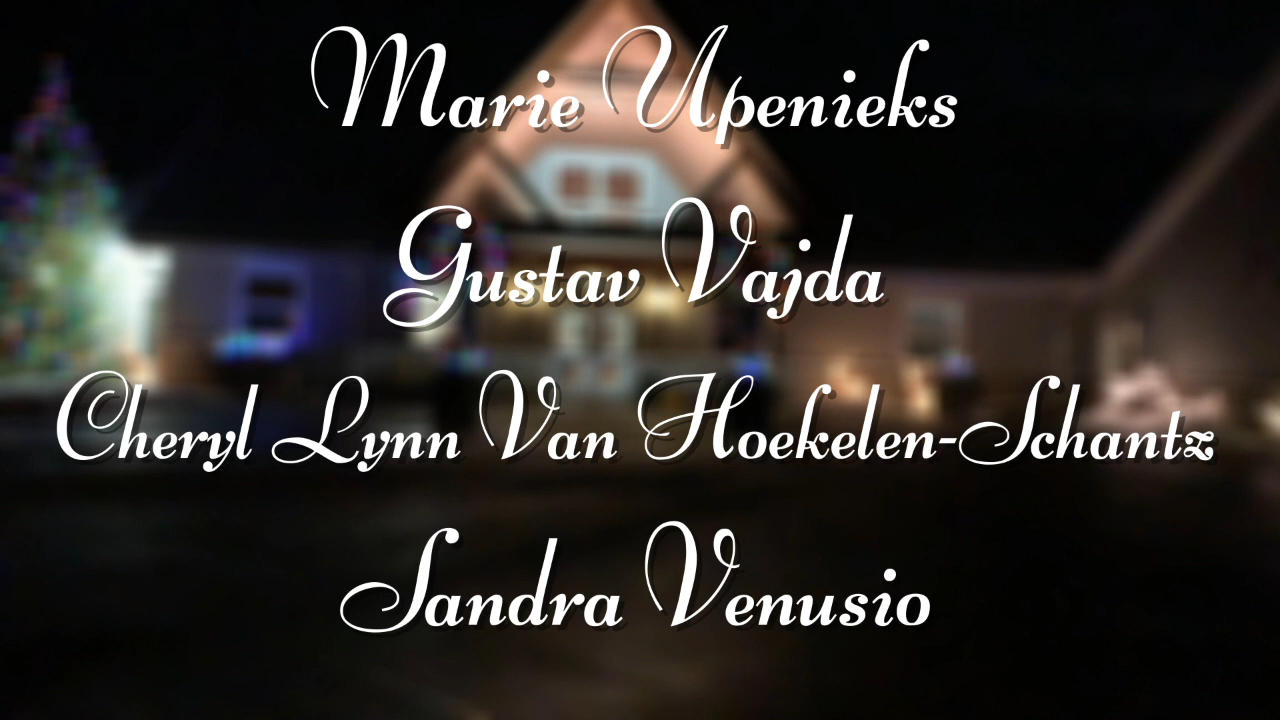 Marie Upenieks
Gustav Vajda
Cheryl Lynn Van Hoekelen-Schantz
Sandra Venusio